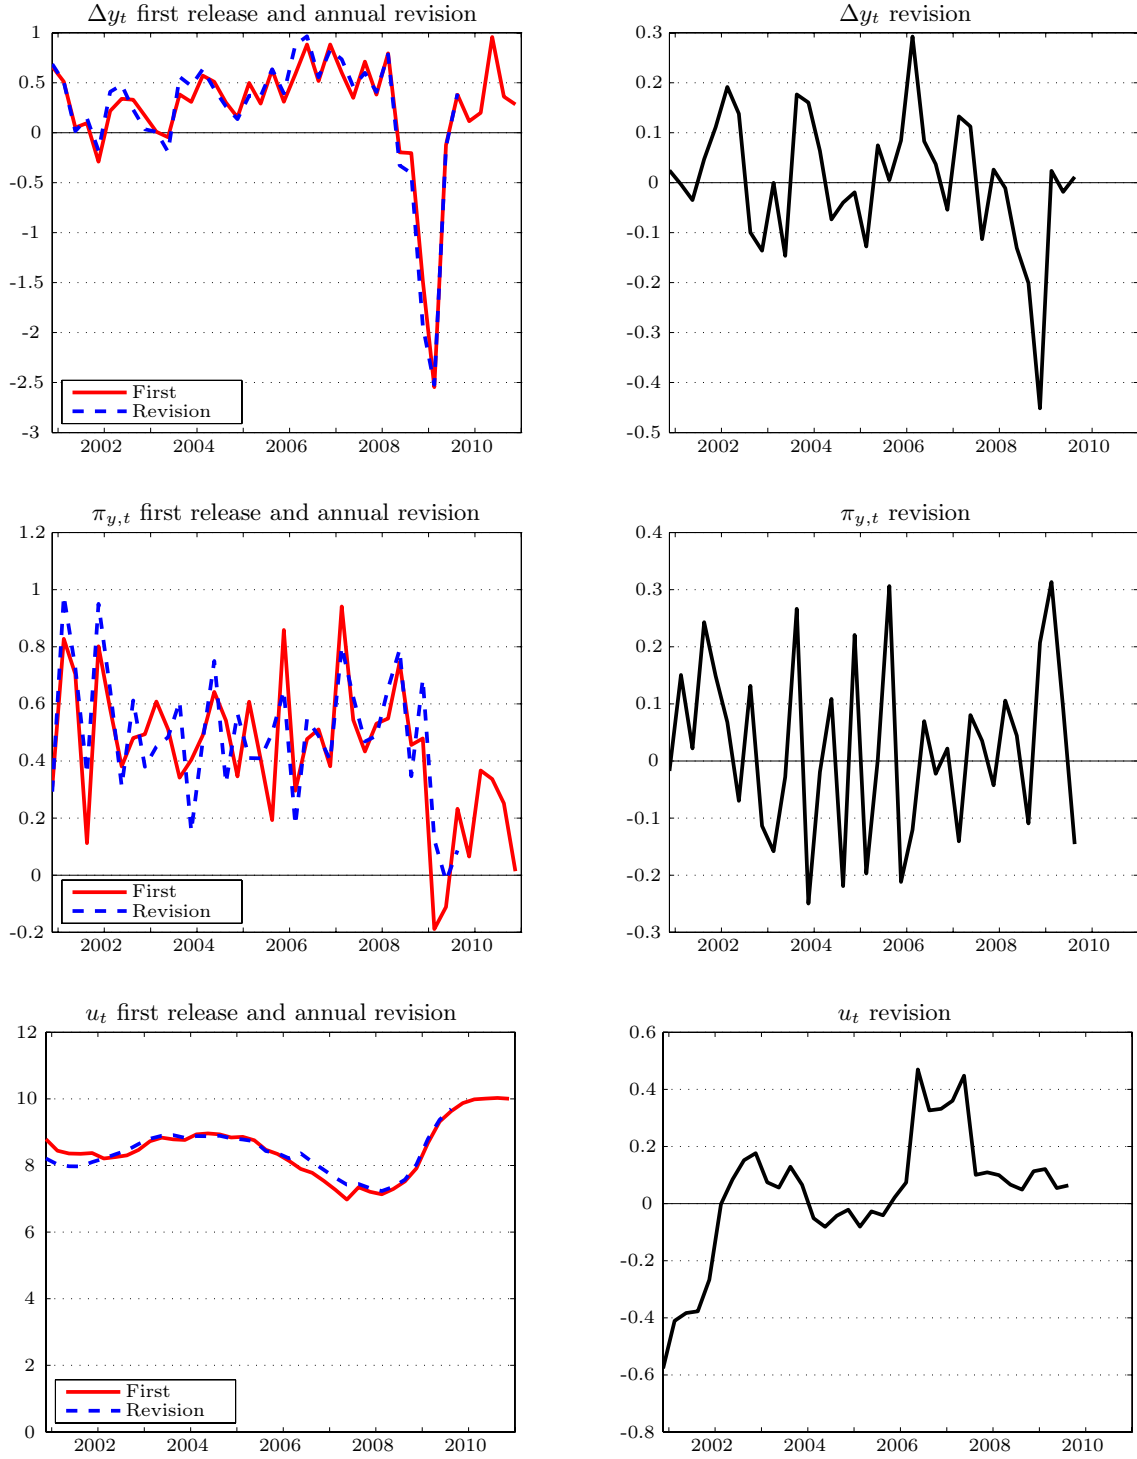 Δy_t first release and annual revision
1
0.5
0
-0.5
-1
-1.5
-2
-2.5
-3
First
Revision
2002 2004 2006 2008 2010
Δy_t revision
0.3
0.2
0.1
0
-0.1
-0.2
-0.3
-0.4
-0.5
2002 2004 2006 2008 2010
π_{y,t} first release and annual revision
1.2
1
0.8
0.6
0.4
0.2
0
-0.2
First
Revision
2002 2004 2006 2008 2010
π_{y,t} revision
0.4
0.3
0.2
0.1
0
-0.1
-0.2
-0.3
2002 2004 2006 2008 2010
u_t first release and annual revision
12
10
8
6
4
2
0
First
Revision
2002 2004 2006 2008 2010
u_t revision
0.6
0.4
0.2
0
-0.2
-0.4
-0.6
-0.8
2002 2004 2006 2008 2010